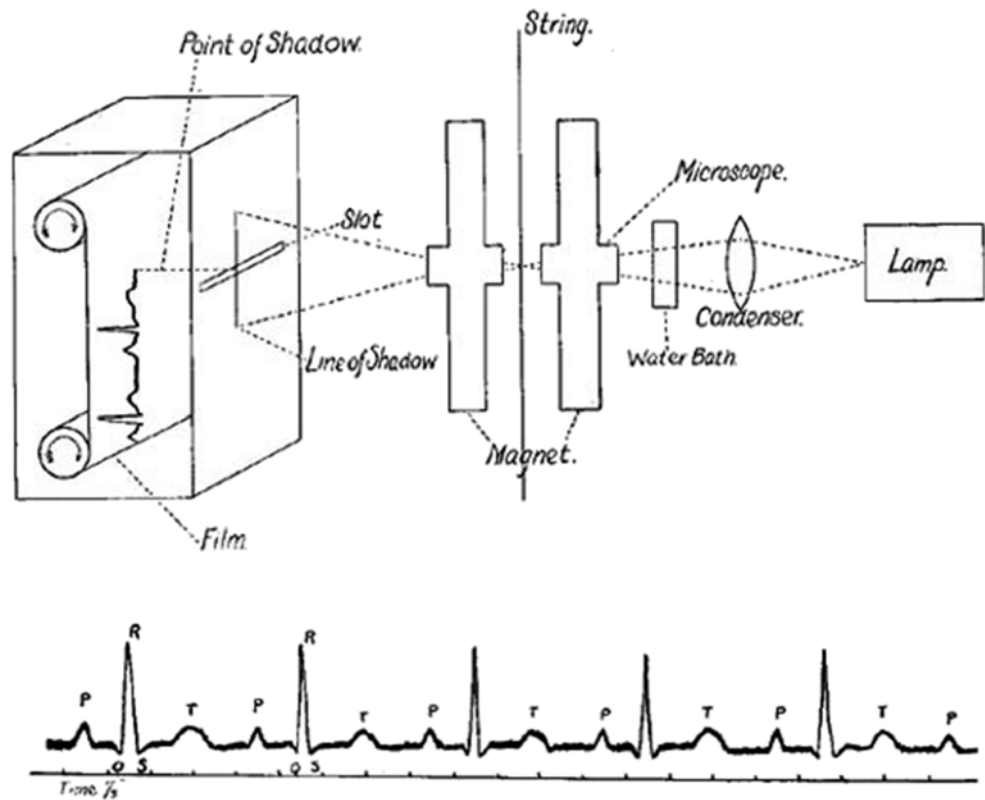 String.
Point of Shadow.
Microscope.
Slot
Lamp.
Condenser.
Line of Shadow
Water Bath.
Magnet.
Film
R R
P T P T P T P T P T P
Q S Q S
Time